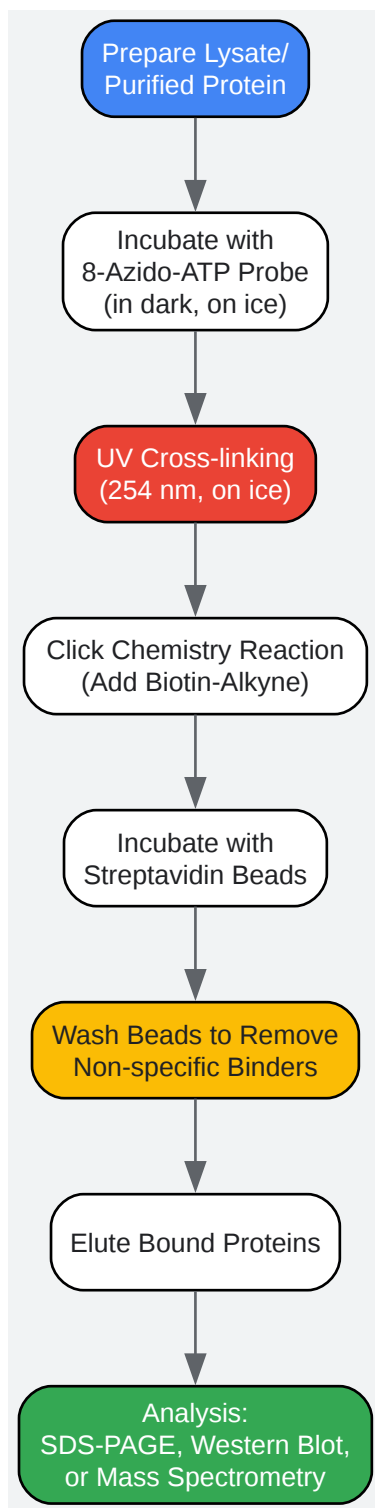 Prepare Lysate/
Purified Protein
Incubate with
8-Azido-ATP Probe
(in dark, on ice)
UV Cross-linking
(254 nm, on ice)
Click Chemistry Reaction
(Add Biotin-Alkyne)
Incubate with
Streptavidin Beads
Wash Beads to Remove
Non-specific Binders
Elute Bound Proteins
Analysis:
SDS-PAGE, Western Blot,
or Mass Spectrometry